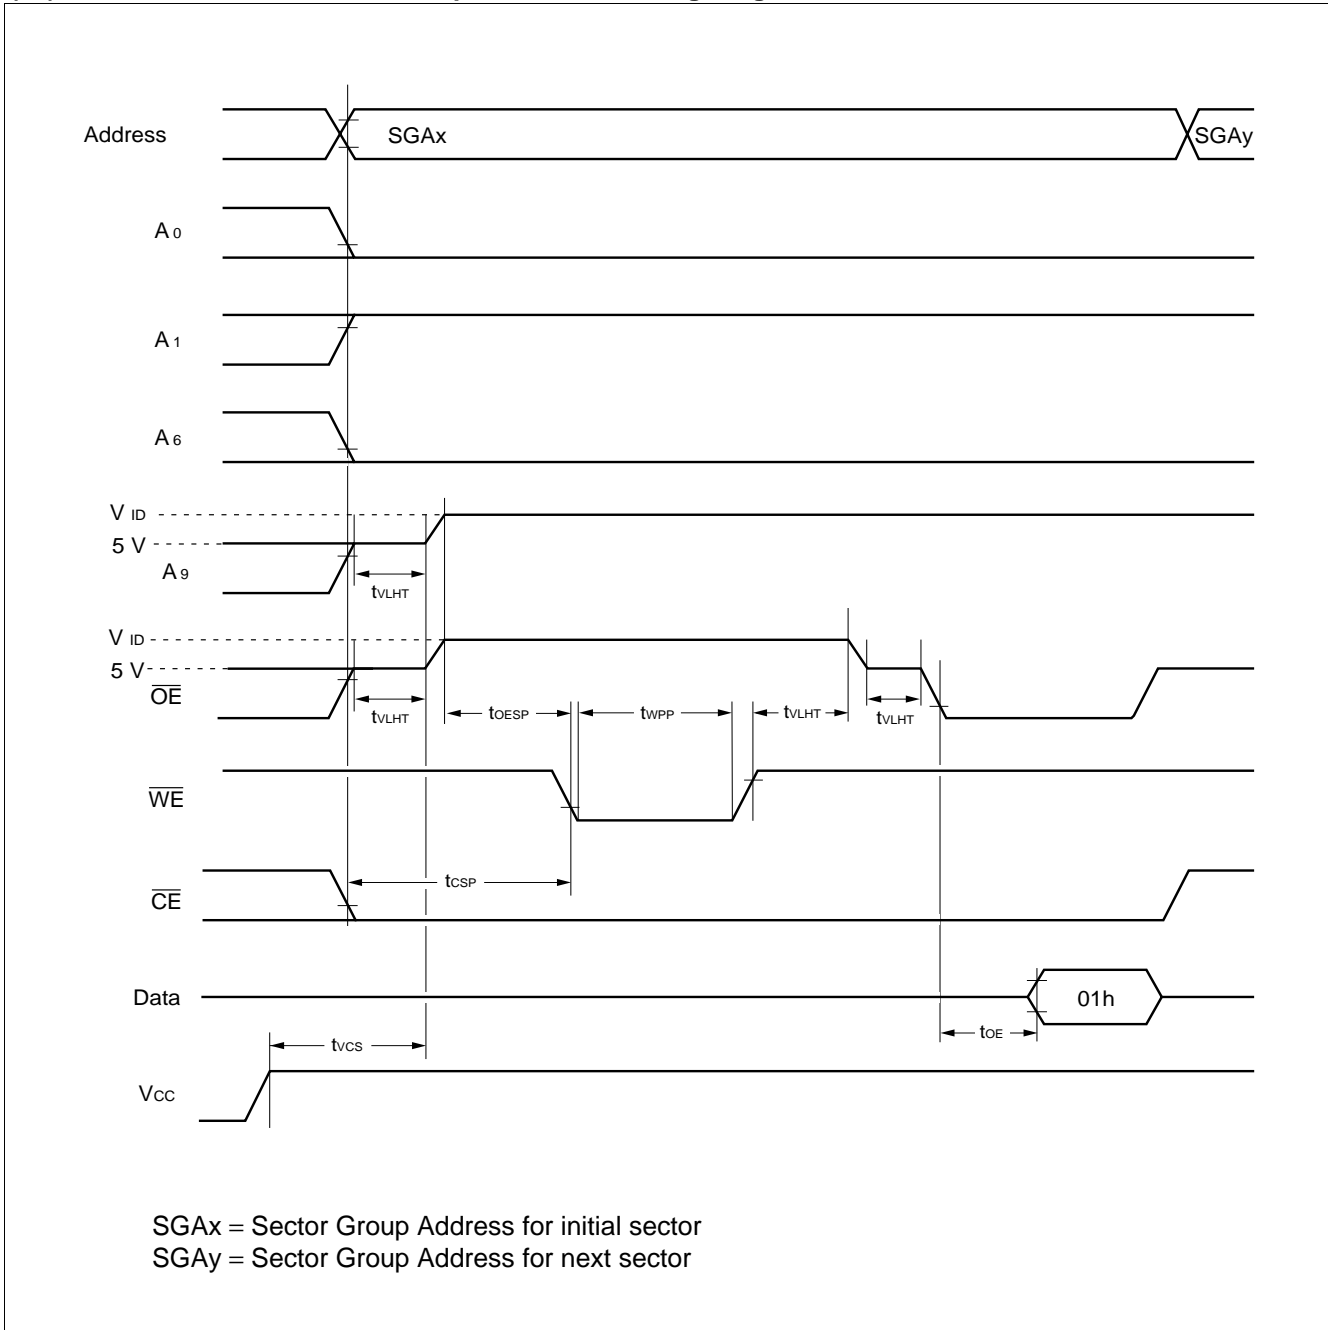 Address
SGAx
SGAy
A0
A1
A6
VID
5 V
A9
tVLHT
VID
5 V
OE
tVLHT
tOESP
tWPP
tVLHT
tVLHT
WE
CE
tCSP
Data
01h
tOE
tVCS
VCC
SGAx = Sector Group Address for initial sector
SGAy = Sector Group Address for next sector